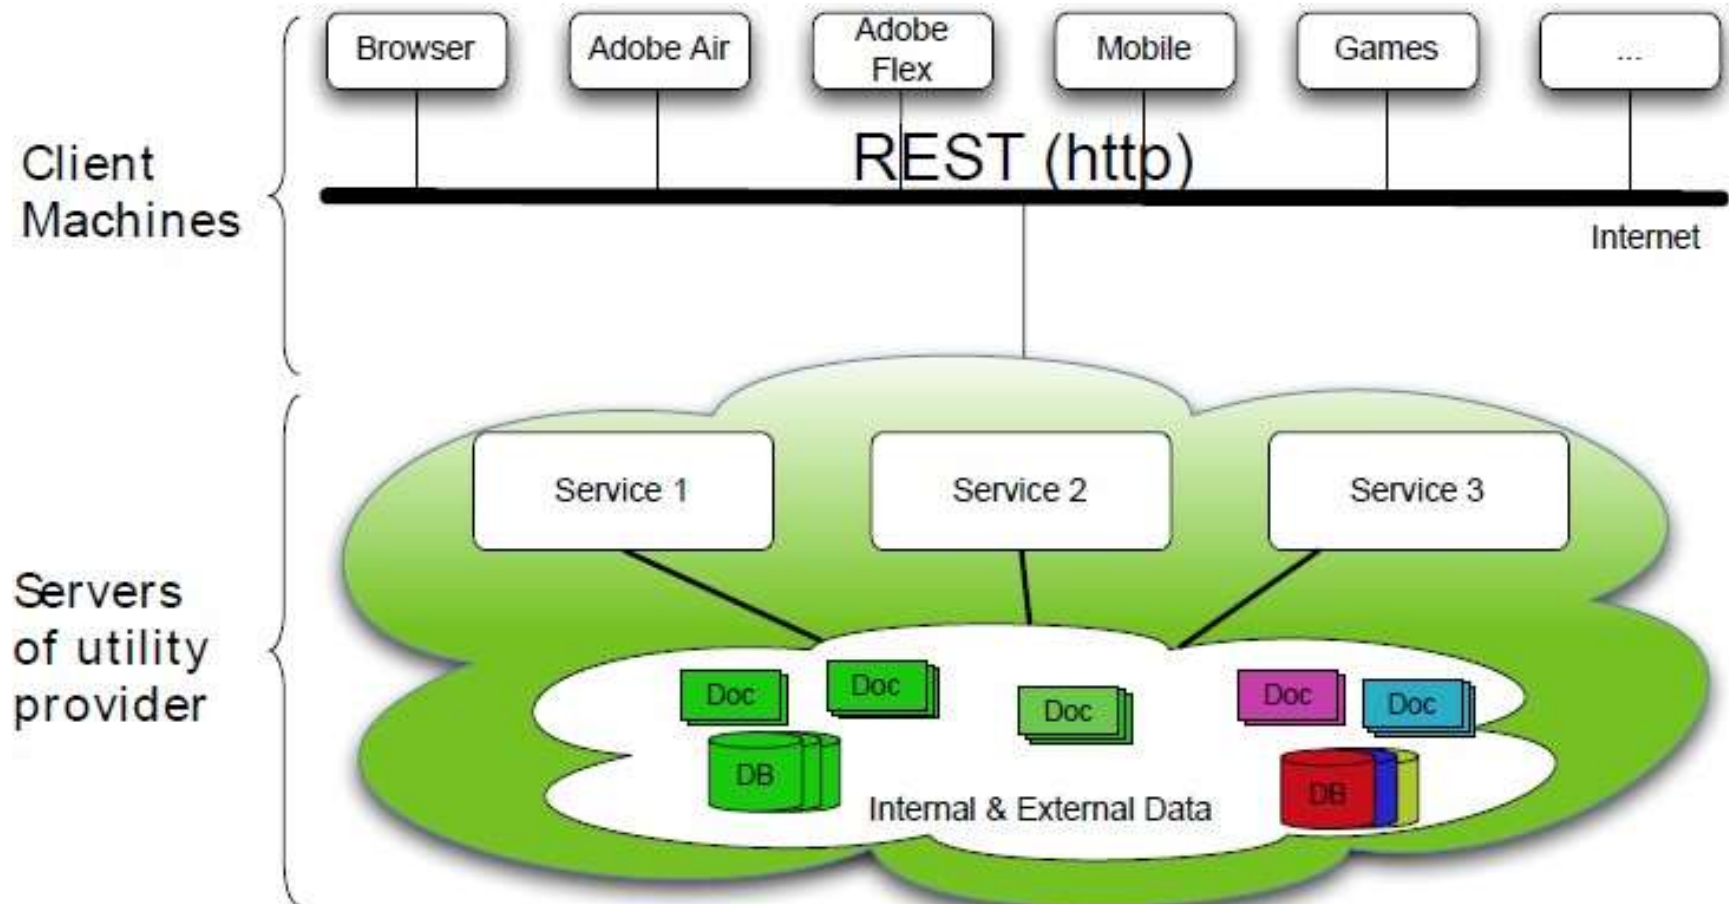 Browser
Adobe Air
Adobe
Flex
Mobile
Games
...
REST (http)
Internet
Client
Machines
Service 1
Service 2
Service 3
Servers
of utility
provider
Doc
Doc
Doc
Doc
Doc
DB
DB
Internal & External Data